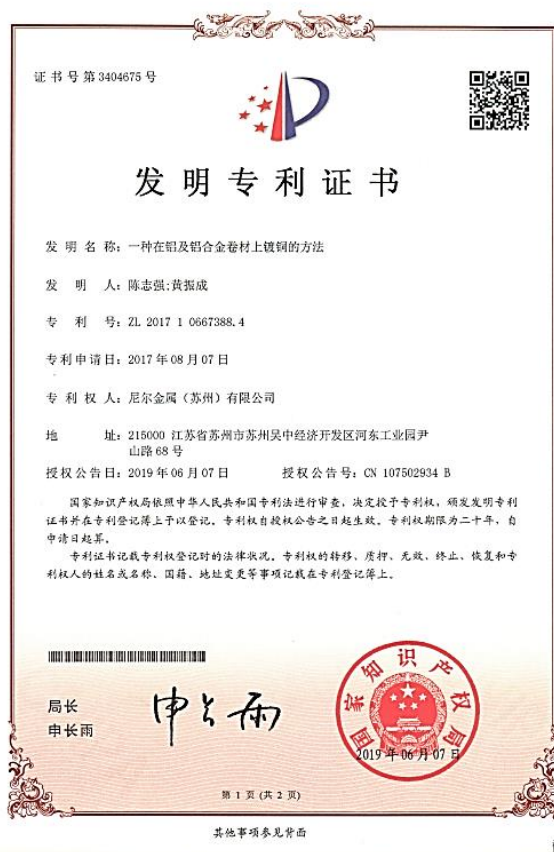 证书号第3404675号
发明专利证书
发明名称：一种在铝及铝合金卷材上镀铜的方法
发明人：陈志强;黄振成
专利号：ZL 2017 1 0667388.4
专利申请日：2017年08月07日
专利权人：尼尔金属（苏州）有限公司
地址：215000 江苏省苏州市苏州吴中经济开发区河东工业园尹
山路68号
授权公告日：2019年06月07日 授权公告号：CN 107502934 B
国家知识产权局依照中华人民共和国专利法进行审查，决定授予专利权，颁发发明专利
证书并在专利登记簿上予以登记。专利权自授权公告之日起生效。专利权期限为二十年，自
申请日起算。
专利证书记载专利权登记时的法律状况。专利权的转移、质押、无效、终止、恢复和专
利权人的姓名或名称、国籍、地址变更等事项记载在专利登记簿上。
局长
申长雨
申长雨
国家知识产权局
2019年06月07日
第 1 页 (共 2 页)
其他事项参见背面